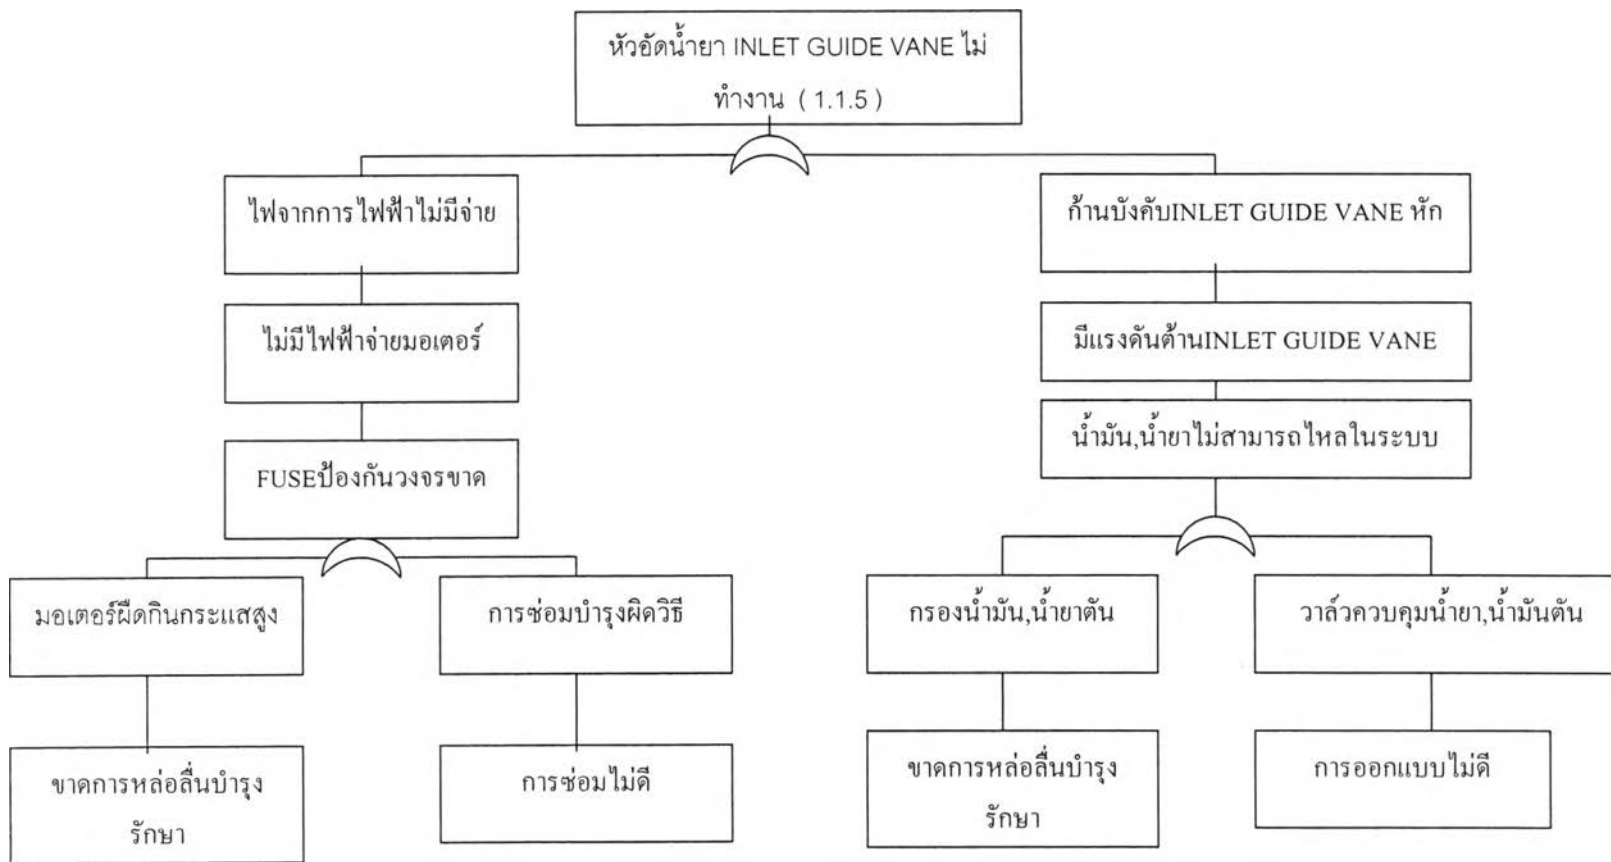 หัวอัดน้ำยา INLET GUIDE VANE ไม่
ทำงาน ( 1.1.5 )
ไฟจากการไฟฟ้าไม่มีจ่าย
ก้านบังคับINLET GUIDE VANE หัก
ไม่มีไฟฟ้าจ่ายมอเตอร์
มีแรงดันต้านINLET GUIDE VANE
น้ำมัน,น้ำยาไม่สามารถไหลในระบบ
FUSEป้องกันวงจรขาด
มอเตอร์ผืดกินกระแสสูง
การซ่อมบำรุงผิดวิธี
กรองน้ำมัน,น้ำยาตัน
วาล์วควบคุมน้ำยา,น้ำมันตัน
ขาดการหล่อลื่นบำรุง
รักษา
การซ่อมไม่ดี
ขาดการหล่อลื่นบำรุง
รักษา
การออกแบบไม่ดี